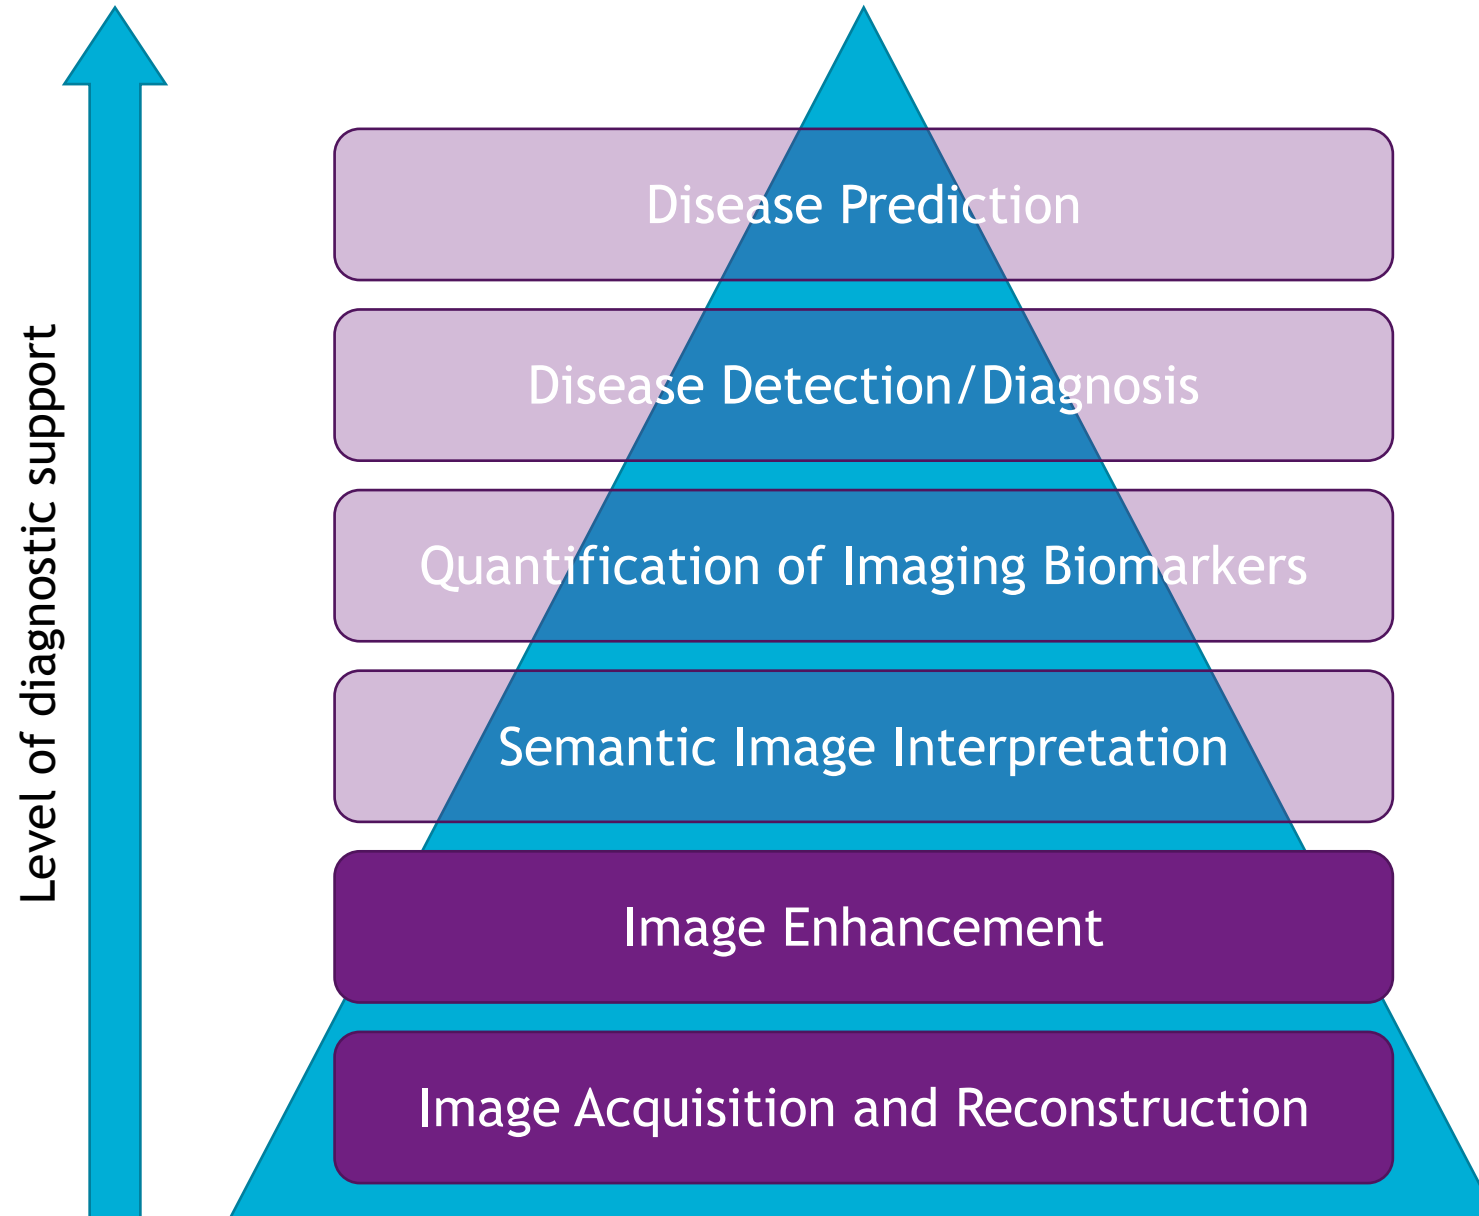 Level of diagnostic support
Disease Prediction
Disease Detection/Diagnosis
Quantification of Imaging Biomarkers
Semantic Image Interpretation
Image Enhancement
Image Acquisition and Reconstruction